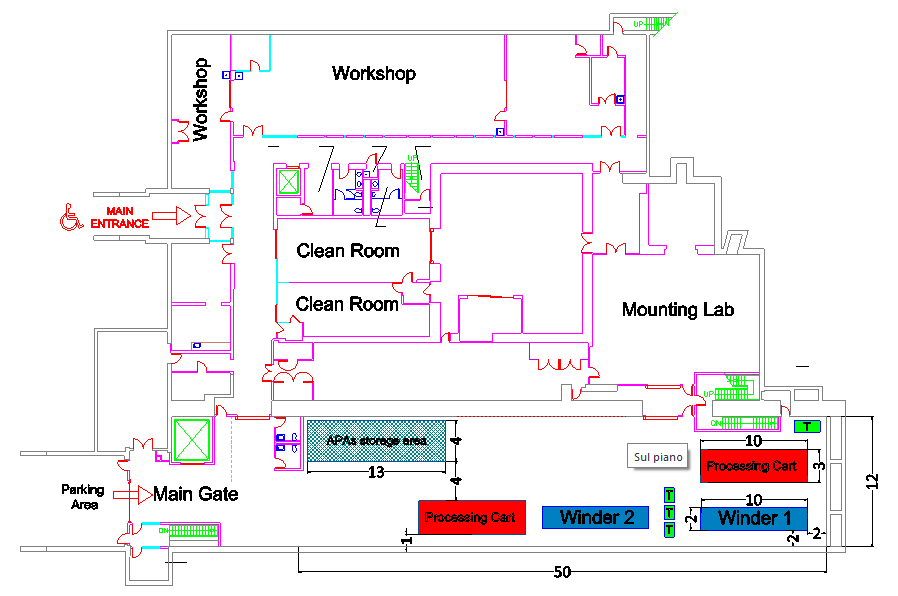 UP
Workshop
Workshop
UP
MAIN
ENTRANCE
Clean Room
Clean Room
Mounting Lab
UP
DN
T
APAs storage area
4
13
4
Sul piano
10
Processing Cart
3
12
Parking
Area
Main Gate
UP
Processing Cart
1
Winder 2
T
T
T
10
2
Winder 1
2
2
50